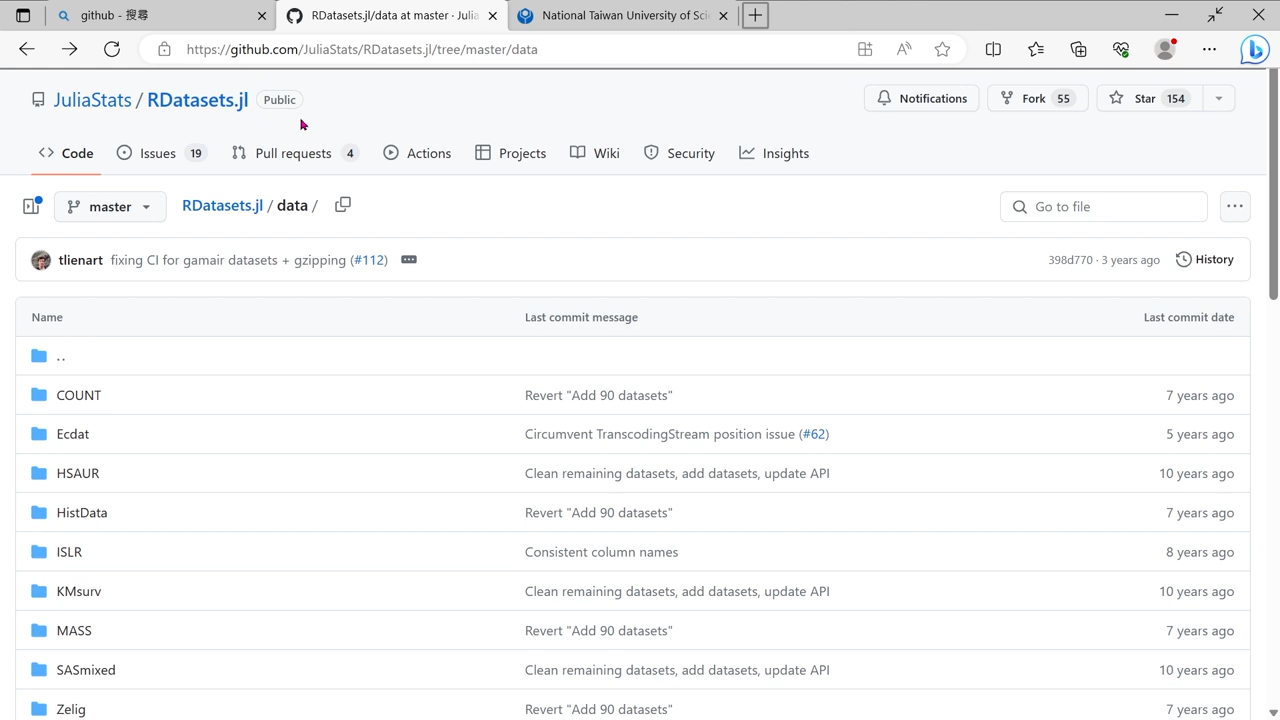 github - 搜尋
RDatasets.jl/data at master · Julia
National Taiwan University of Sci
https://github.com/JuliaStats/RDatasets.jl/tree/master/data
JuliaStats / RDatasets.jl Public
Notifications
Fork 55
Star 154
Code
Issues 19
Pull requests 4
Actions
Projects
Wiki
Security
Insights
master
RDatasets.jl / data /
Go to file
tlienart fixing CI for gamair datasets + gzipping (#112)
398d770 · 3 years ago
History
Name Last commit message Last commit date
..
COUNT Revert "Add 90 datasets" 7 years ago
Ecdat Circumvent TranscodingStream position issue (#62) 5 years ago
HSAUR Clean remaining datasets, add datasets, update API 10 years ago
HistData Revert "Add 90 datasets" 7 years ago
ISLR Consistent column names 8 years ago
KMsurv Clean remaining datasets, add datasets, update API 10 years ago
MASS Revert "Add 90 datasets" 7 years ago
SASmixed Clean remaining datasets, add datasets, update API 10 years ago
Zelig Revert "Add 90 datasets" 7 years ago